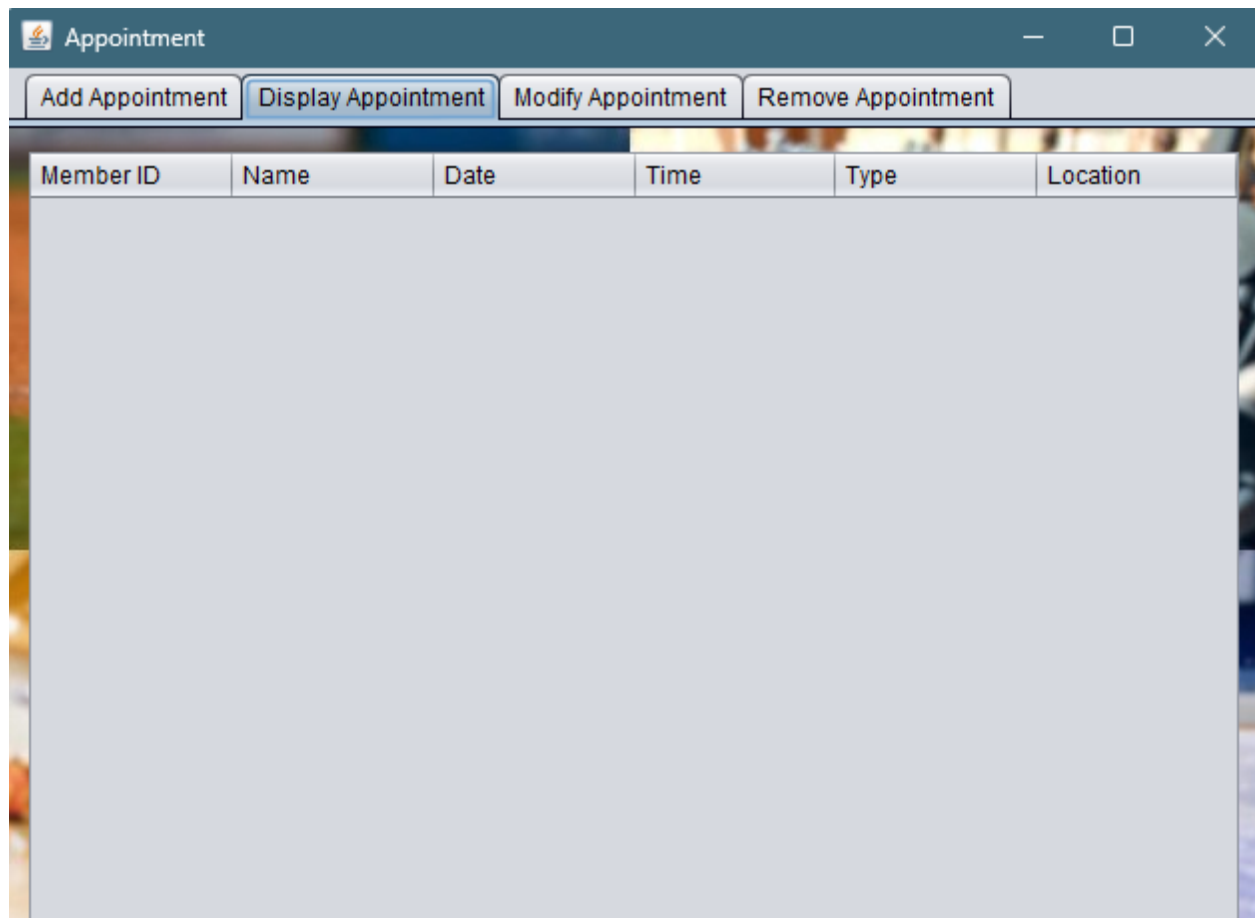 Appointment
Add Appointment Display Appointment Modify Appointment Remove Appointment
Member ID Name Date Time Type Location